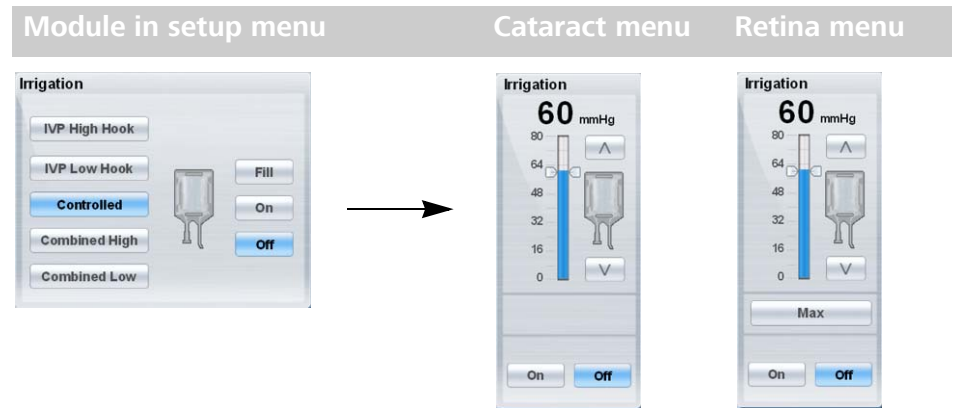 Module in setup menu
Cataract menu
Retina menu
Irrigation
IVP High Hook
IVP Low Hook
Controlled
Combined High
Combined Low
Fill
On
Off
Irrigation
60 mmHg
80
64
48
32
16
0
On
Off
Irrigation
60 mmHg
80
64
48
32
16
0
Max
On
Off